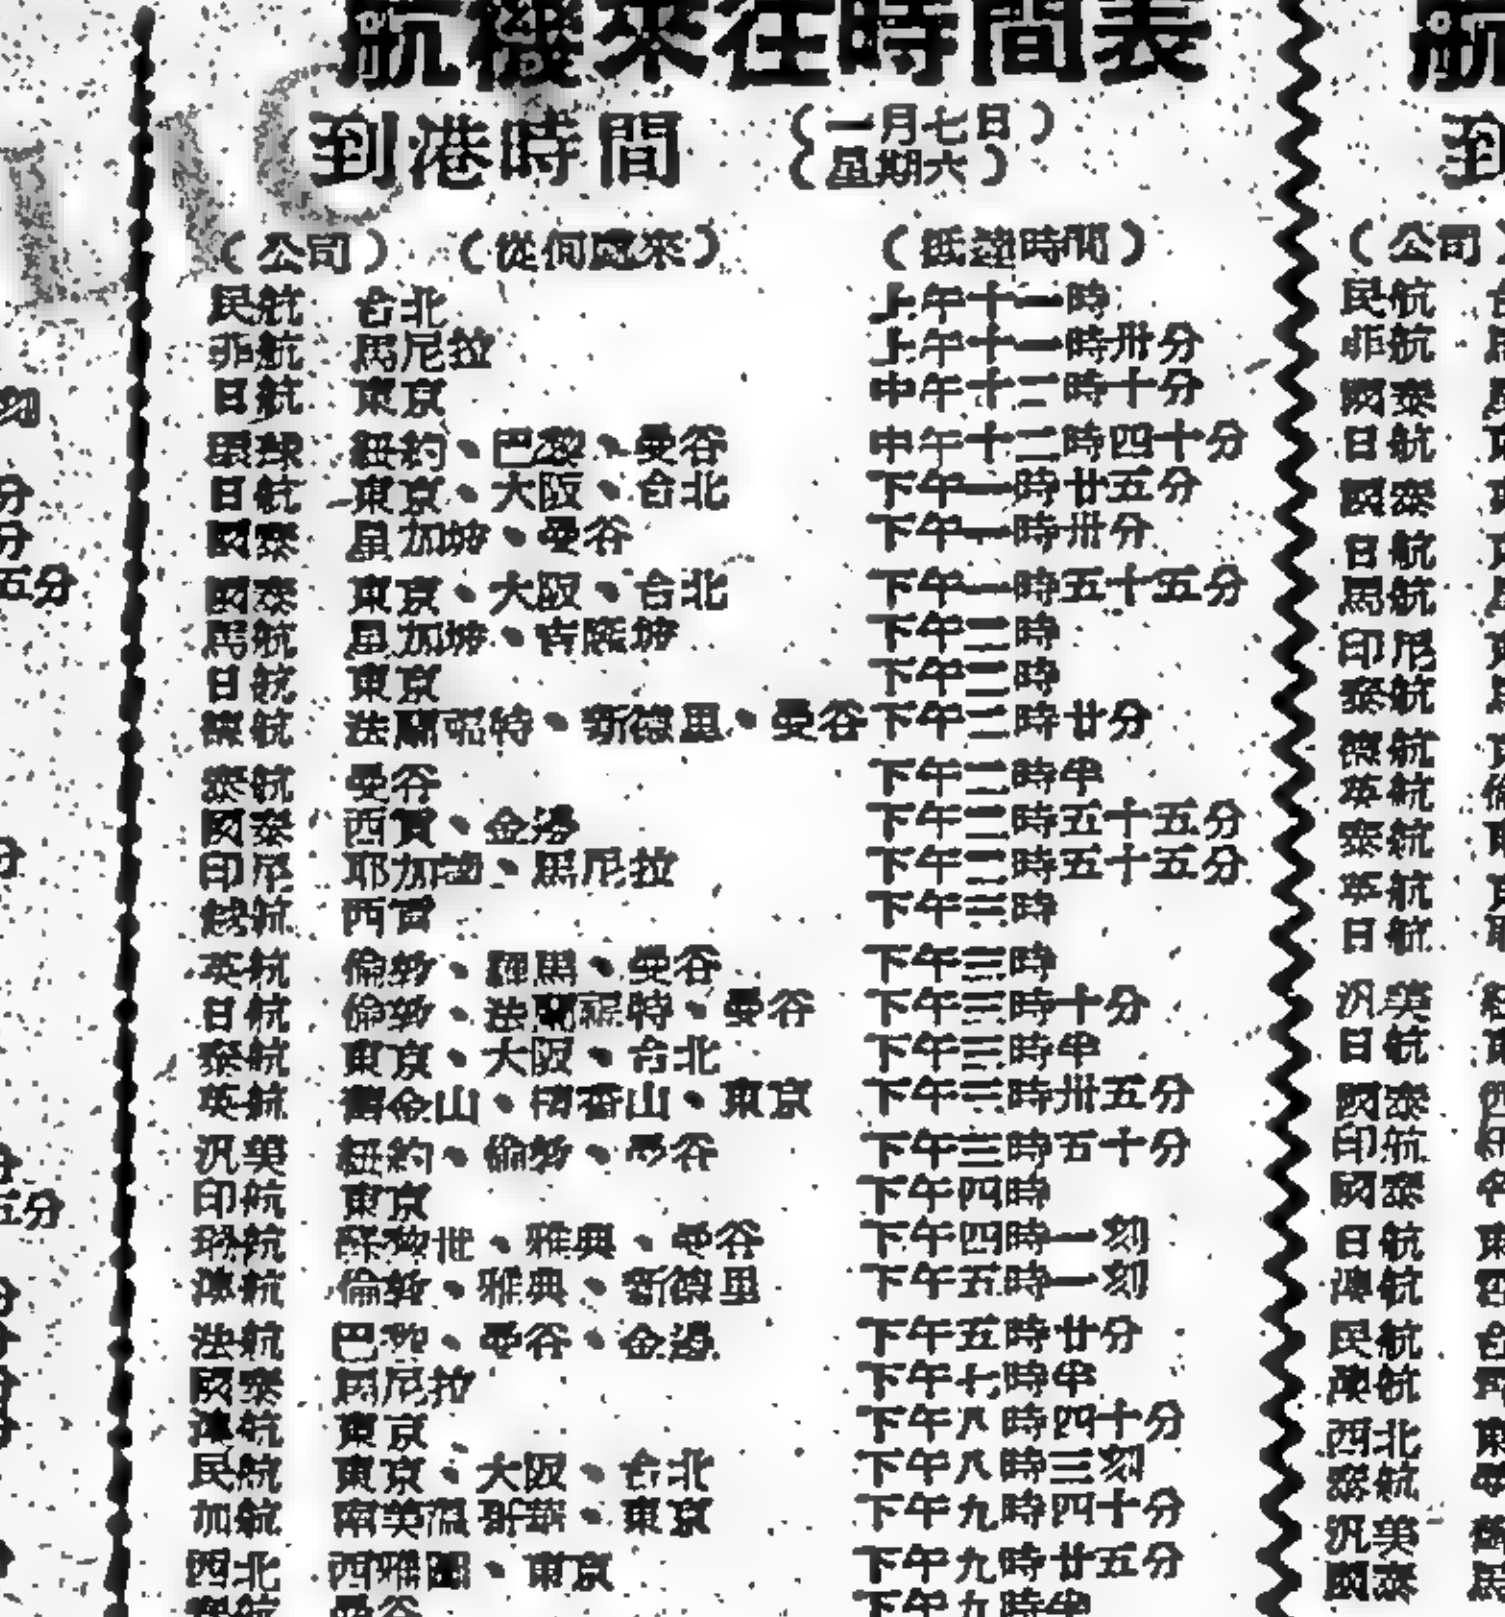 航機來往時間表
到港時間 (一月七日)
(星期六)
(公司) (從何處來) (抵達時間)
民航 台北 上午十一時
非航 馬尼拉 上午十一時卅分
日航 東京 中午十二時十分
環球 紐約、巴黎、曼谷 中午十二時四十分
日航 東京、大阪、台北 下午一時廿五分
國泰 星加坡、曼谷 下午一時卅分
國泰 東京、大阪、台北 下午一時五十五分
馬航 星加坡、吉隆坡 下午二時
日航 東京 下午二時
德航 法蘭福特、新德里、曼谷 下午二時廿分
泰航 曼谷 下午二時半
國泰 西貢、金邊 下午二時五十五分
印尼 耶加達、馬尼拉 下午二時五十五分
越航 西貢 下午三時
英航 倫敦、羅馬、曼谷 下午三時
日航 倫敦、法蘭福特、曼谷 下午三時十分
泰航 東京、大阪、台北 下午三時半
英航 舊金山、檀香山、東京 下午三時卅五分
汎美 紐約、倫敦、曼谷 下午三時五十分
印航 東京 下午四時
瑞航 蘇黎世、雅典、曼谷 下午四時一刻
澳航 倫敦、雅典、新德里 下午五時一刻
法航 巴黎、曼谷、金邊 下午五時廿分
國泰 馬尼拉 下午七時半
澳航 東京 下午八時四十分
民航 東京、大阪、台北 下午八時三刻
加航 南美溫哥華、東京 下午九時四十分
西北 西雅圖、東京 下午九時廿五分
航 曼谷 下午九時半
航
到
(公司)
民航
菲航
國泰
日航
國泰
日航
馬航
印尼
泰航
德航
英航
泰航
英航
日航
汎美
日航
國泰
印航
國泰
日航
澳航
民航
澳航
西北
泰航
汎美
國泰